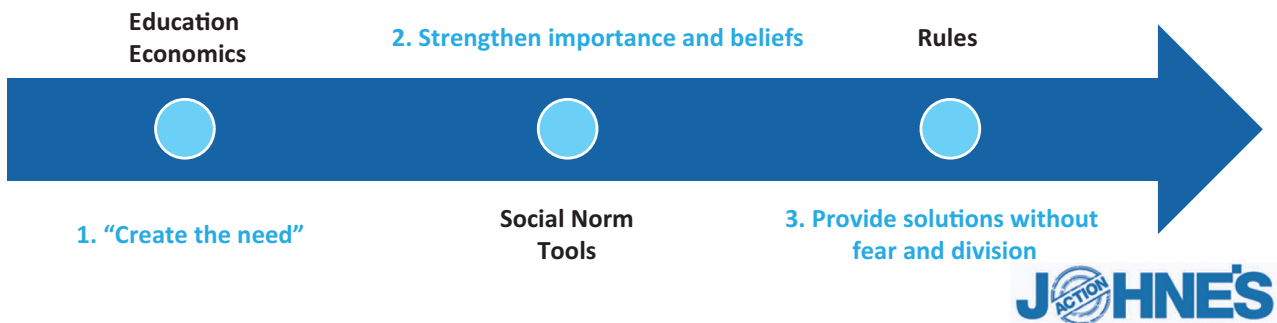 Education
Economics
2. Strengthen importance and beliefs
Rules
1. “Create the need”
Social Norm
Tools
3. Provide solutions without
fear and division
JOHNE'S
ACTION